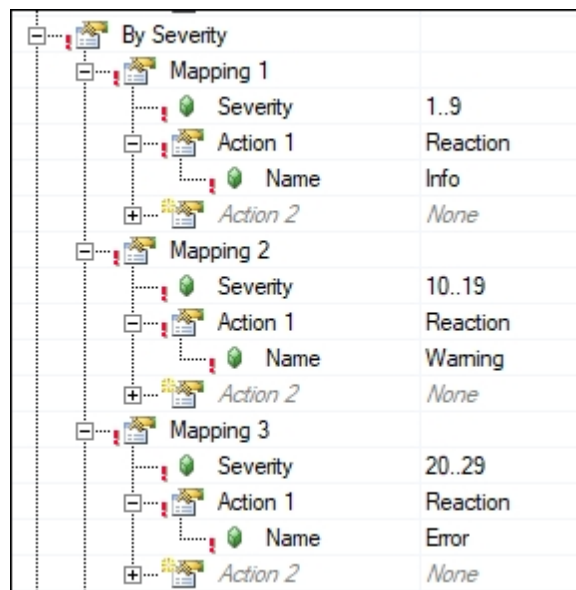 By Severity
Mapping 1
Severity 1..9
Action 1 Reaction
Name Info
Action 2 None
Mapping 2
Severity 10..19
Action 1 Reaction
Name Warning
Action 2 None
Mapping 3
Severity 20..29
Action 1 Reaction
Name Error
Action 2 None